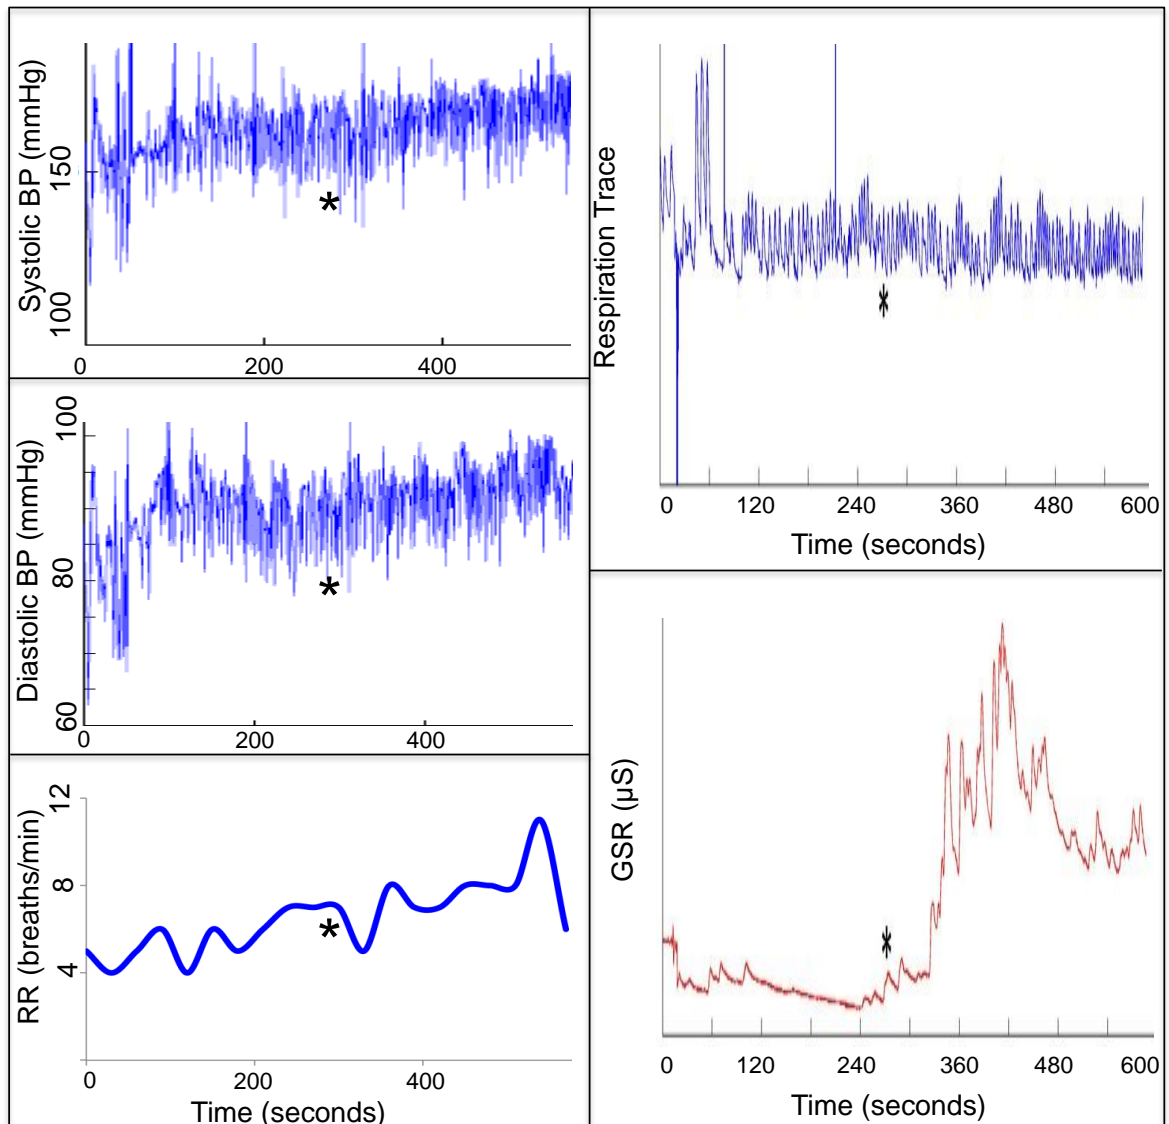 Systolic BP (mmHg)
150
100
*
0 200 400
Diastolic BP (mmHg)
100
80
60
*
0 200 400
RR (breaths/min)
12
8
4
*
0 200 400
Time (seconds)
Respiration Trace
*
0 120 240 360 480 600
Time (seconds)
GSR (µS)
*
0 120 240 360 480 600
Time (seconds)